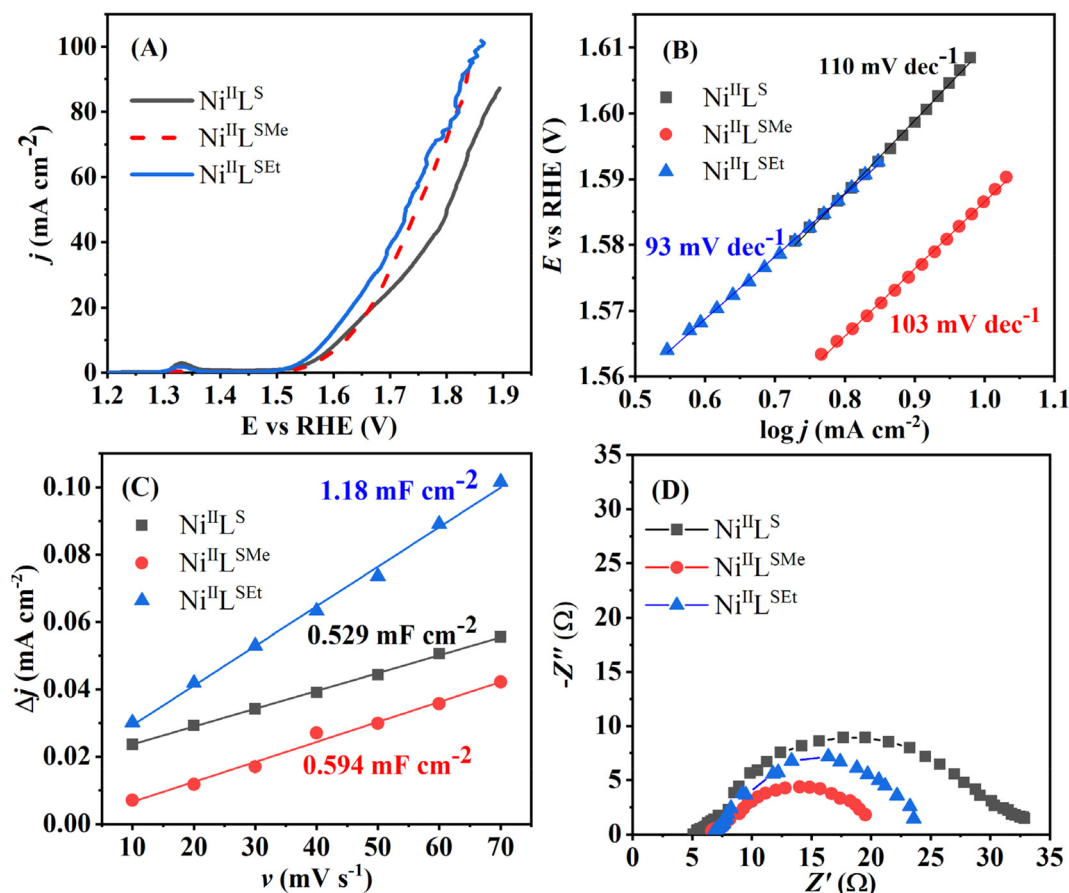 (A)
Ni^II L^S
Ni^II L^SMe
Ni^II L^SEt
j (mA cm^-2)
100
80
60
40
20
0
1.2 1.3 1.4 1.5 1.6 1.7 1.8 1.9
E vs RHE (V)
(B)
110 mV dec^-1
Ni^II L^S
Ni^II L^SMe
Ni^II L^SEt
93 mV dec^-1
103 mV dec^-1
E vs RHE (V)
1.61
1.60
1.59
1.58
1.57
1.56
0.5 0.6 0.7 0.8 0.9 1.0 1.1
log j (mA cm^-2)
(C)
1.18 mF cm^-2
Ni^II L^S
Ni^II L^SMe
Ni^II L^SEt
0.529 mF cm^-2
0.594 mF cm^-2
Δj (mA cm^-2)
0.10
0.08
0.06
0.04
0.02
0.00
10 20 30 40 50 60 70
v (mV s^-1)
(D)
Ni^II L^S
Ni^II L^SMe
Ni^II L^SEt
-Z″ (Ω)
35
30
25
20
15
10
5
0
0 5 10 15 20 25 30 35
Z′ (Ω)